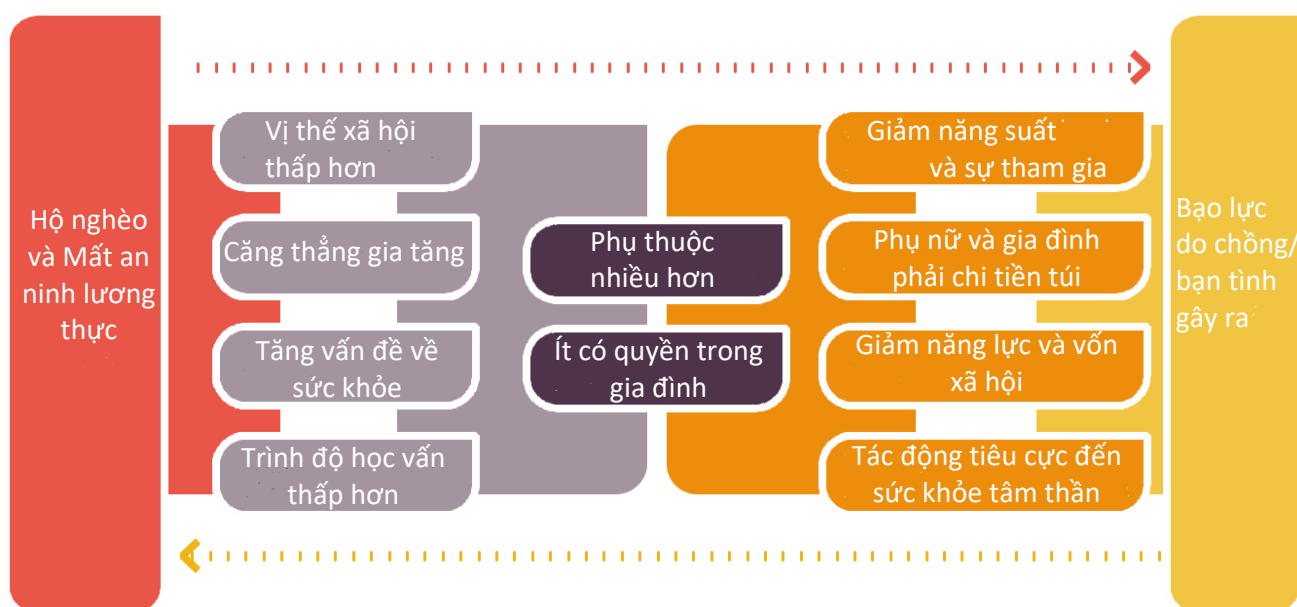 Hộ nghèo
và Mất an
ninh lương
thực
Vị thế xã hội
thấp hơn
Căng thẳng gia tăng
Tăng vấn đề về
sức khỏe
Trình độ học vấn
thấp hơn
Phụ thuộc
nhiều hơn
Ít có quyền trong
gia đình
Giảm năng suất
và sự tham gia
Phụ nữ và gia đình
phải chi tiền túi
Giảm năng lực và vốn
xã hội
Tác động tiêu cực đến
sức khỏe tâm thần
Bạo lực
do chồng/
bạn tình
gây ra